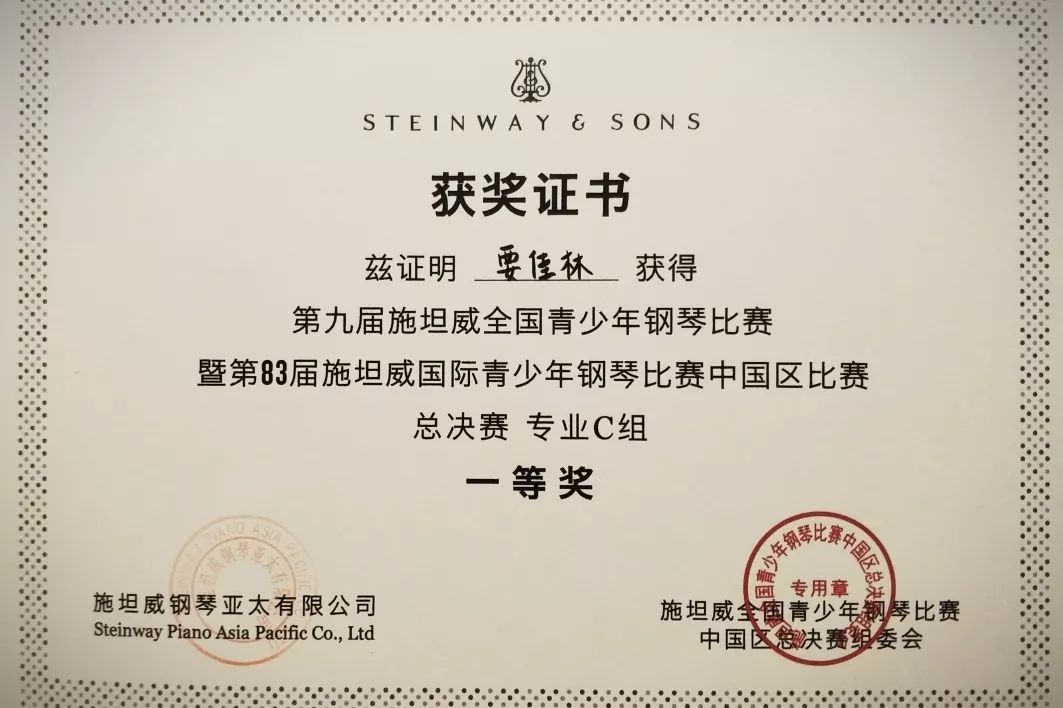 STEINWAY & SONS
获奖证书
兹证明 要佳林 获得
第九届施坦威全国青少年钢琴比赛
暨第83届施坦威国际青少年钢琴比赛中国区比赛
总决赛 专业C组
一等奖
施坦威钢琴亚太有限公司
Steinway Piano Asia Pacific Co., Ltd
专用章
施坦威全国青少年钢琴比赛
中国区总决赛组委会